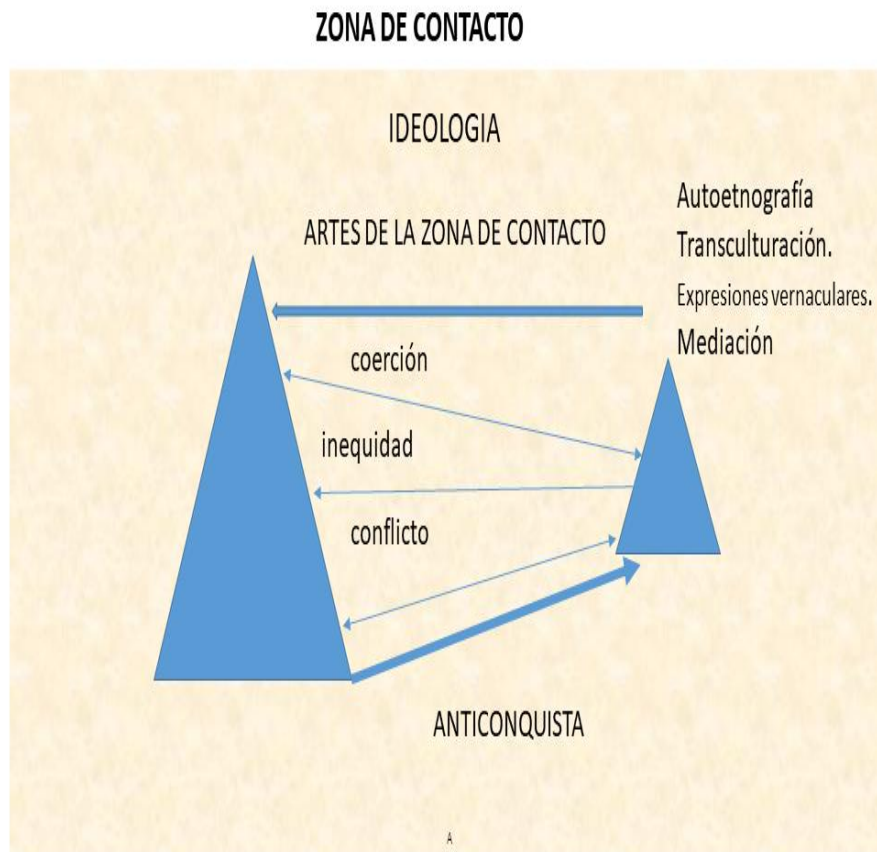 ZONA DE CONTACTO
IDEOLOGIA
ARTES DE LA ZONA DE CONTACTO
Autoetnografía
Transculturación.
Expresiones vernaculares.
Mediación
coerción
inequidad
conflicto
ANTICONQUISTA
A